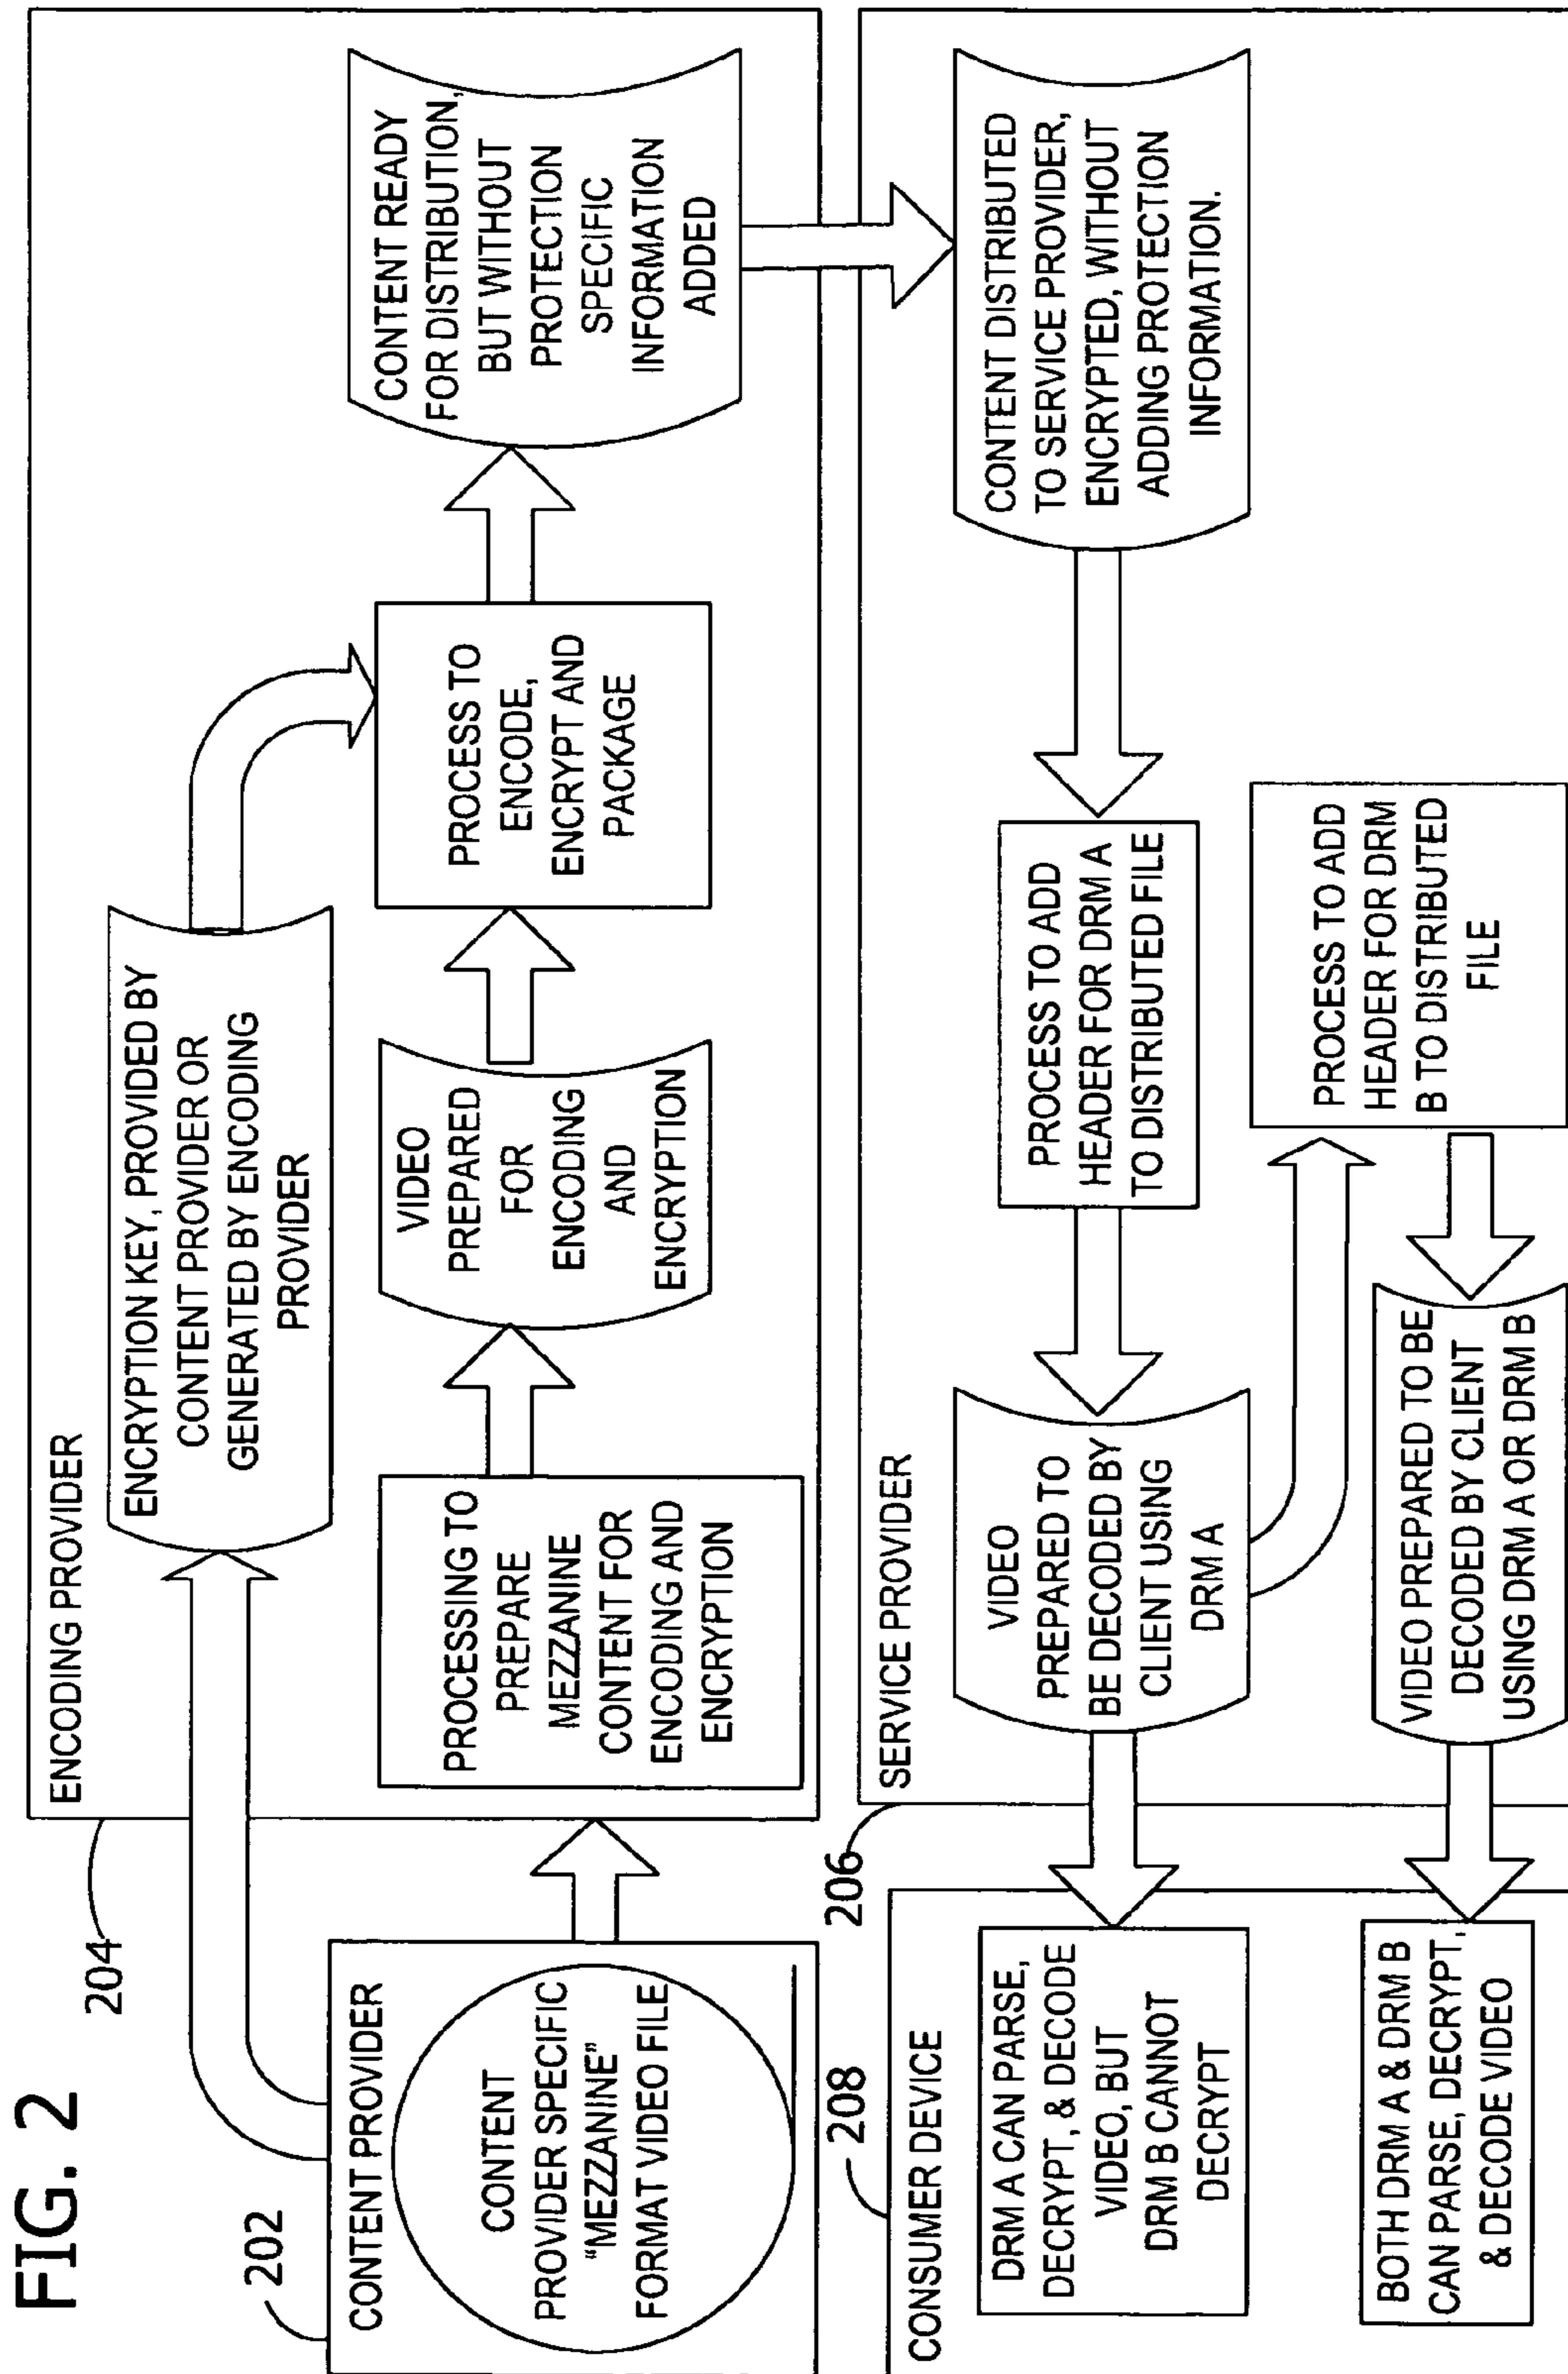 FIG. 2
202
CONTENT PROVIDER
CONTENT
PROVIDER SPECIFIC
“MEZZANINE”
FORMAT VIDEO FILE
204
ENCODING PROVIDER
ENCRYPTION KEY, PROVIDED BY
CONTENT PROVIDER OR
GENERATED BY ENCODING
PROVIDER
PROCESSING TO
PREPARE
MEZZANINE
CONTENT FOR
ENCODING AND
ENCRYPTION
VIDEO
PREPARED
FOR
ENCODING
AND
ENCRYPTION
PROCESS TO
ENCODE,
ENCRYPT AND
PACKAGE
CONTENT READY
FOR DISTRIBUTION,
BUT WITHOUT
PROTECTION
SPECIFIC
INFORMATION
ADDED
206
SERVICE PROVIDER
CONTENT DISTRIBUTED
TO SERVICE PROVIDER,
ENCRYPTED, WITHOUT
ADDING PROTECTION
INFORMATION.
PROCESS TO ADD
HEADER FOR DRM A
TO DISTRIBUTED FILE
VIDEO
PREPARED TO
BE DECODED BY
CLIENT USING
DRM A
PROCESS TO ADD
HEADER FOR DRM
B TO DISTRIBUTED
FILE
VIDEO PREPARED TO BE
DECODED BY CLIENT
USING DRM A OR DRM B
208
CONSUMER DEVICE
DRM A CAN PARSE,
DECRYPT, & DECODE
VIDEO, BUT
DRM B CANNOT
DECRYPT
BOTH DRM A & DRM B
CAN PARSE, DECRYPT,
& DECODE VIDEO